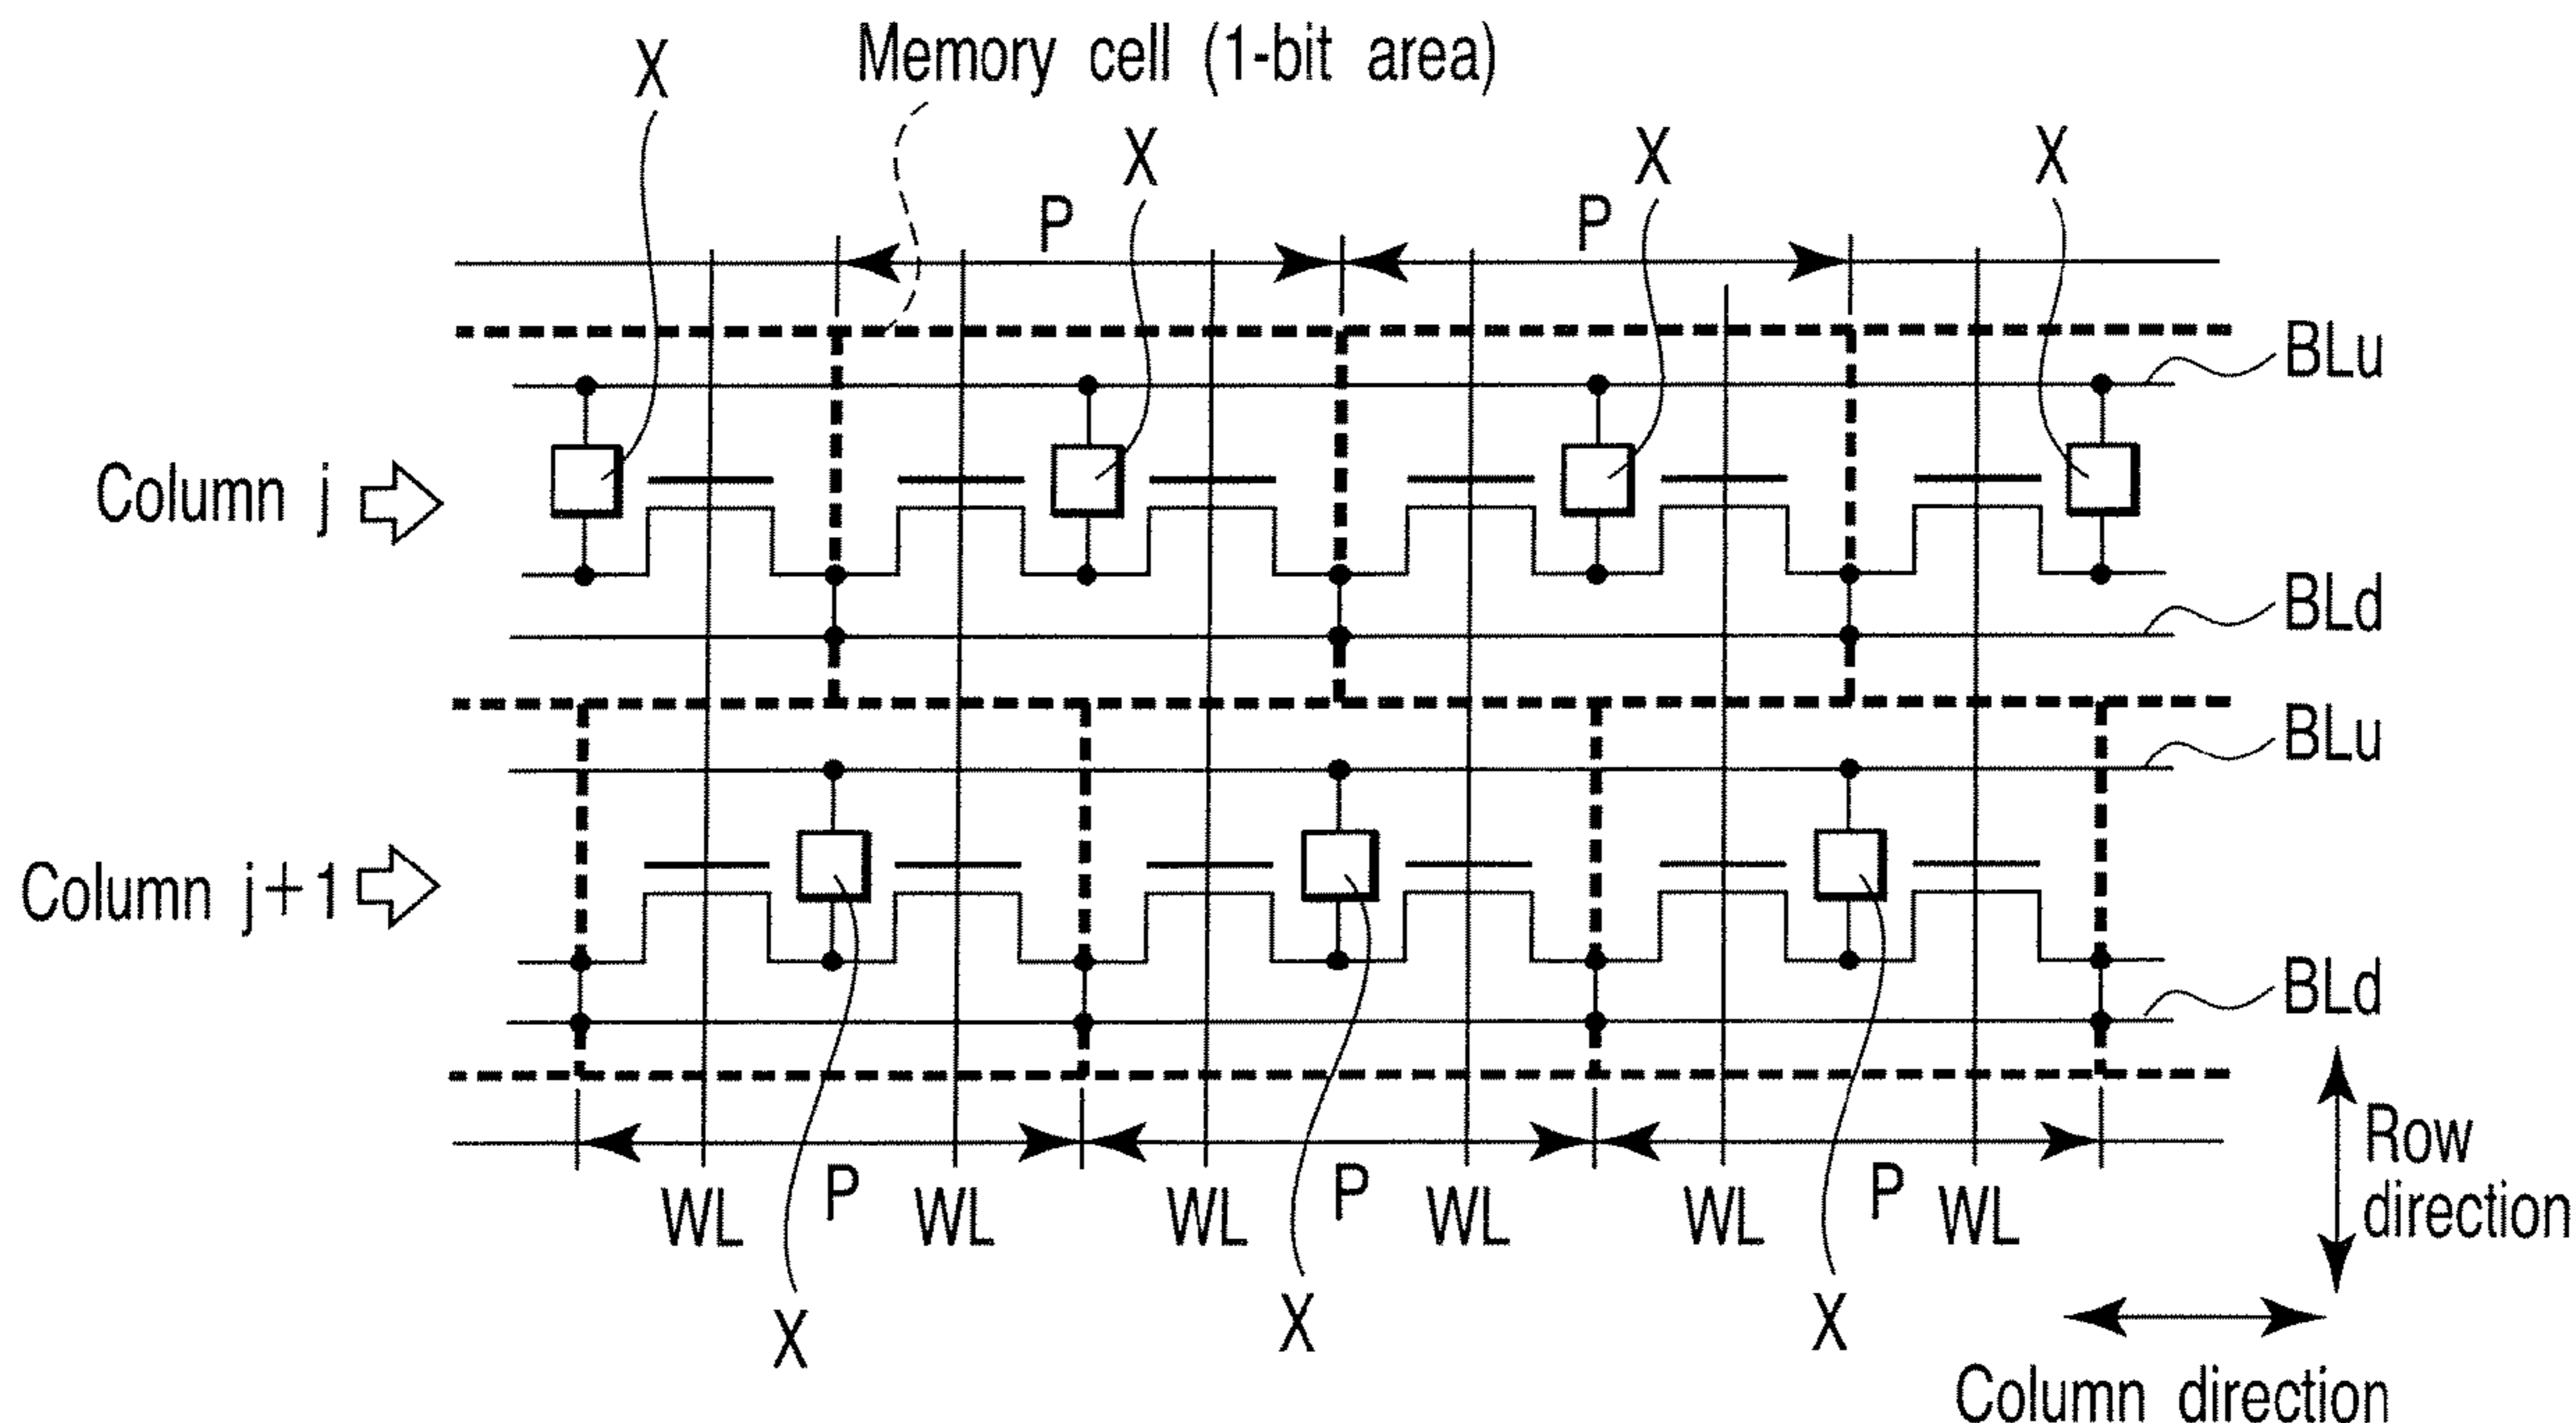 X
Memory cell (1-bit area)
X
X
X
P
P
BLu
Column j
BLd
BLu
Column j+1
BLd
Row
direction
P
P
P
WL
WL
WL
WL
WL
WL
X
X
X
Column direction